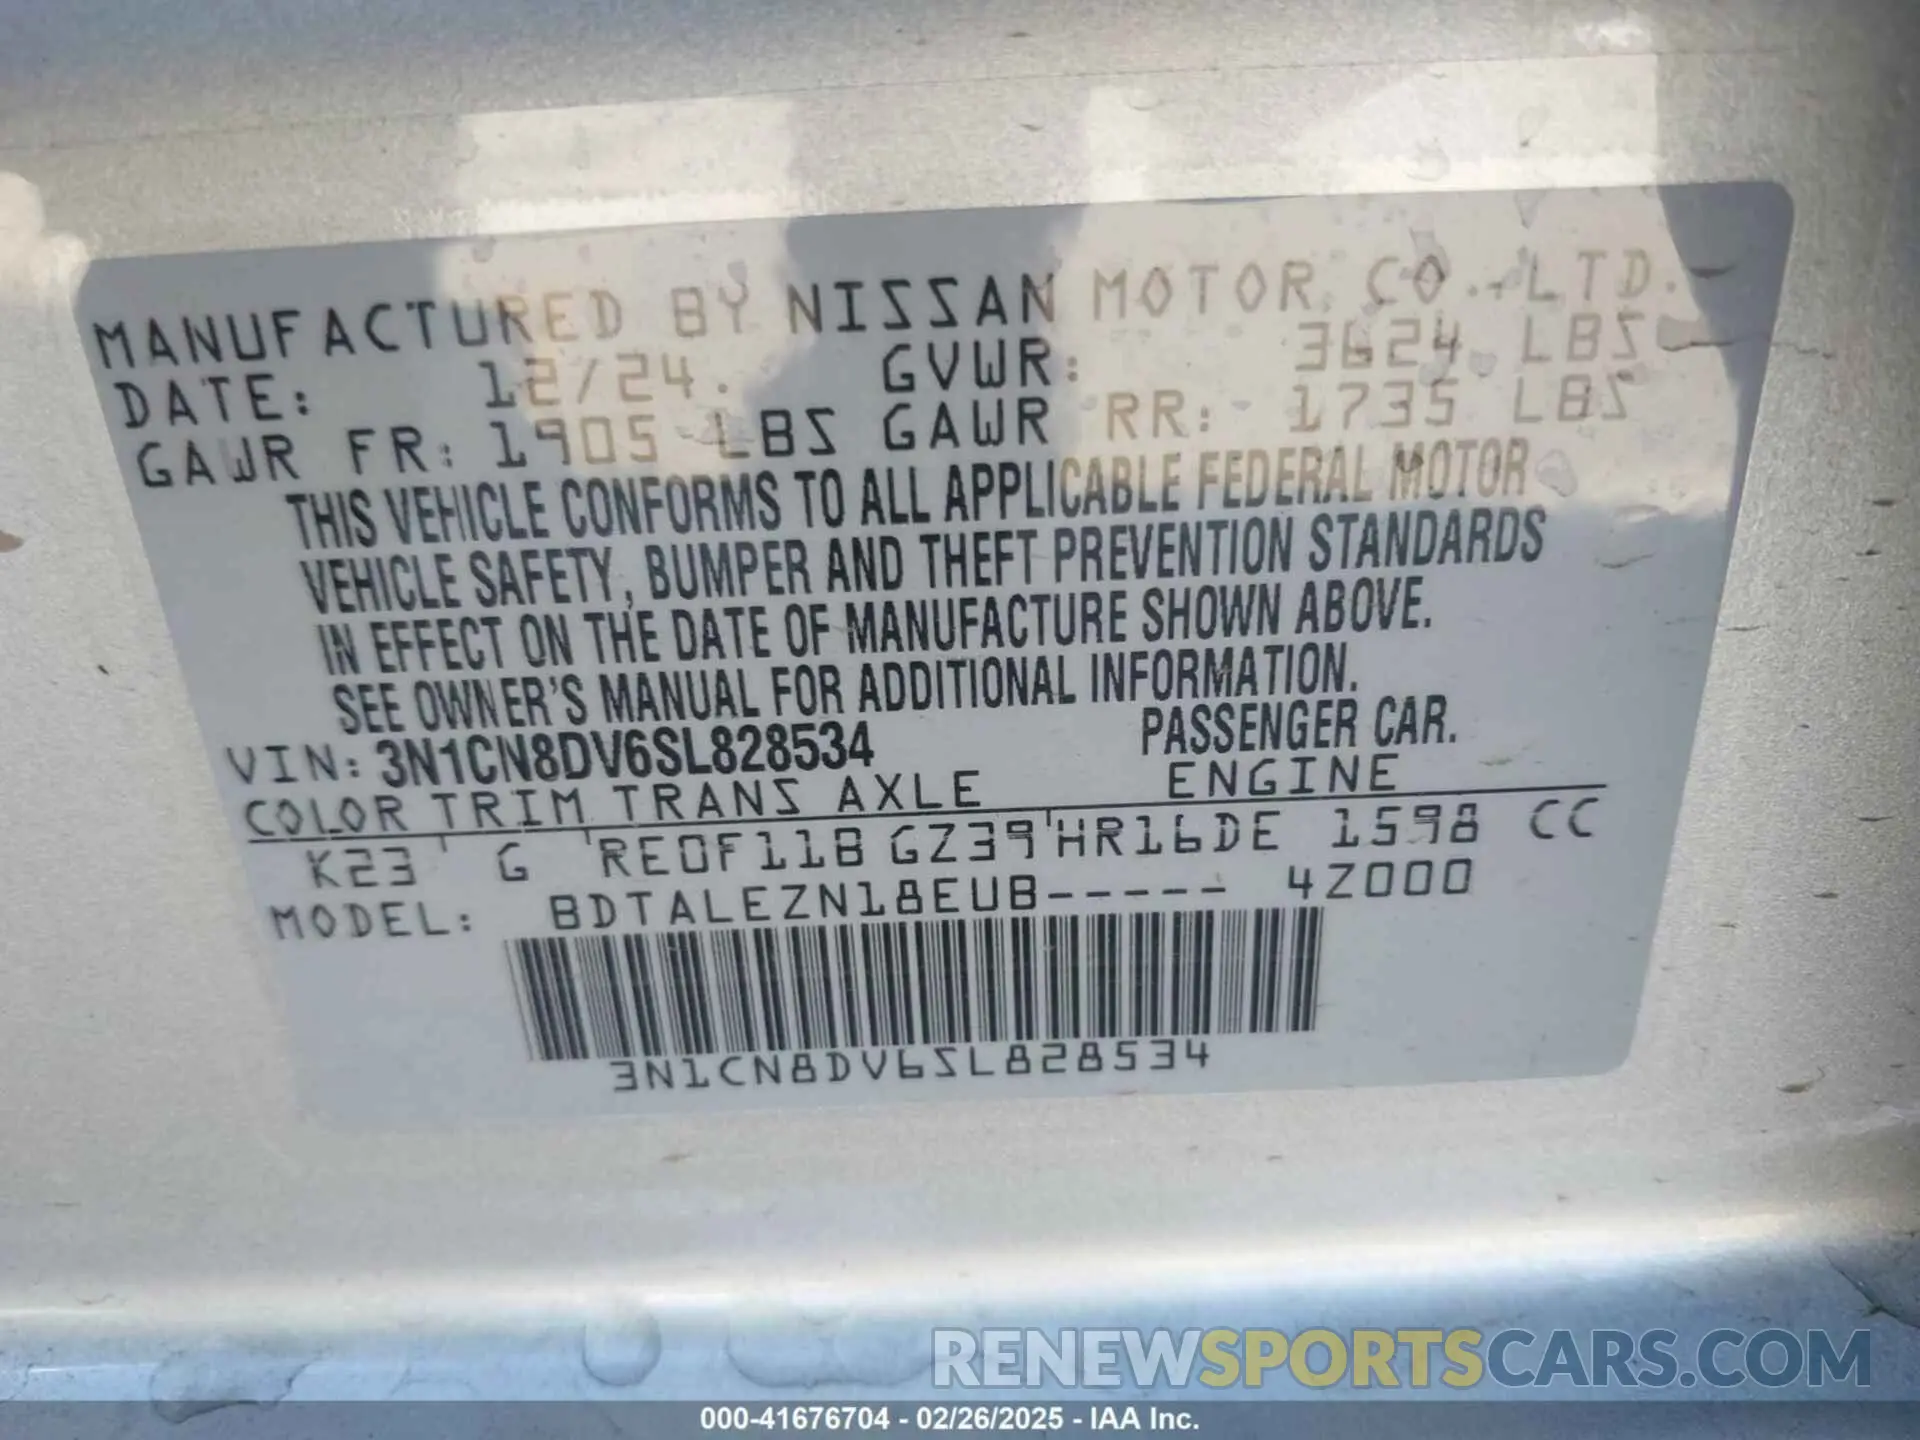 MANUFACTURED BY NISSAN MOTOR CO., LTD.
DATE: 12/24. GVWR: 3624 LBS
GAWR FR: 1905 LBS GAWR RR: 1735 LBS
THIS VEHICLE CONFORMS TO ALL APPLICABLE FEDERAL MOTOR
VEHICLE SAFETY, BUMPER AND THEFT PREVENTION STANDARDS
IN EFFECT ON THE DATE OF MANUFACTURE SHOWN ABOVE.
SEE OWNER'S MANUAL FOR ADDITIONAL INFORMATION.
VIN: 3N1CN8DV6SL828534 PASSENGER CAR.
COLOR TRIM TRANS AXLE ENGINE
K23 G RE0F11B GZ39 HR16DE 1598 CC
MODEL: BDTALEZN18EUB----- 4Z000
3N1CN8DV6SL828534
RENEWSPORTSCARS.COM
000-41676704 - 02/26/2025 - IAA Inc.